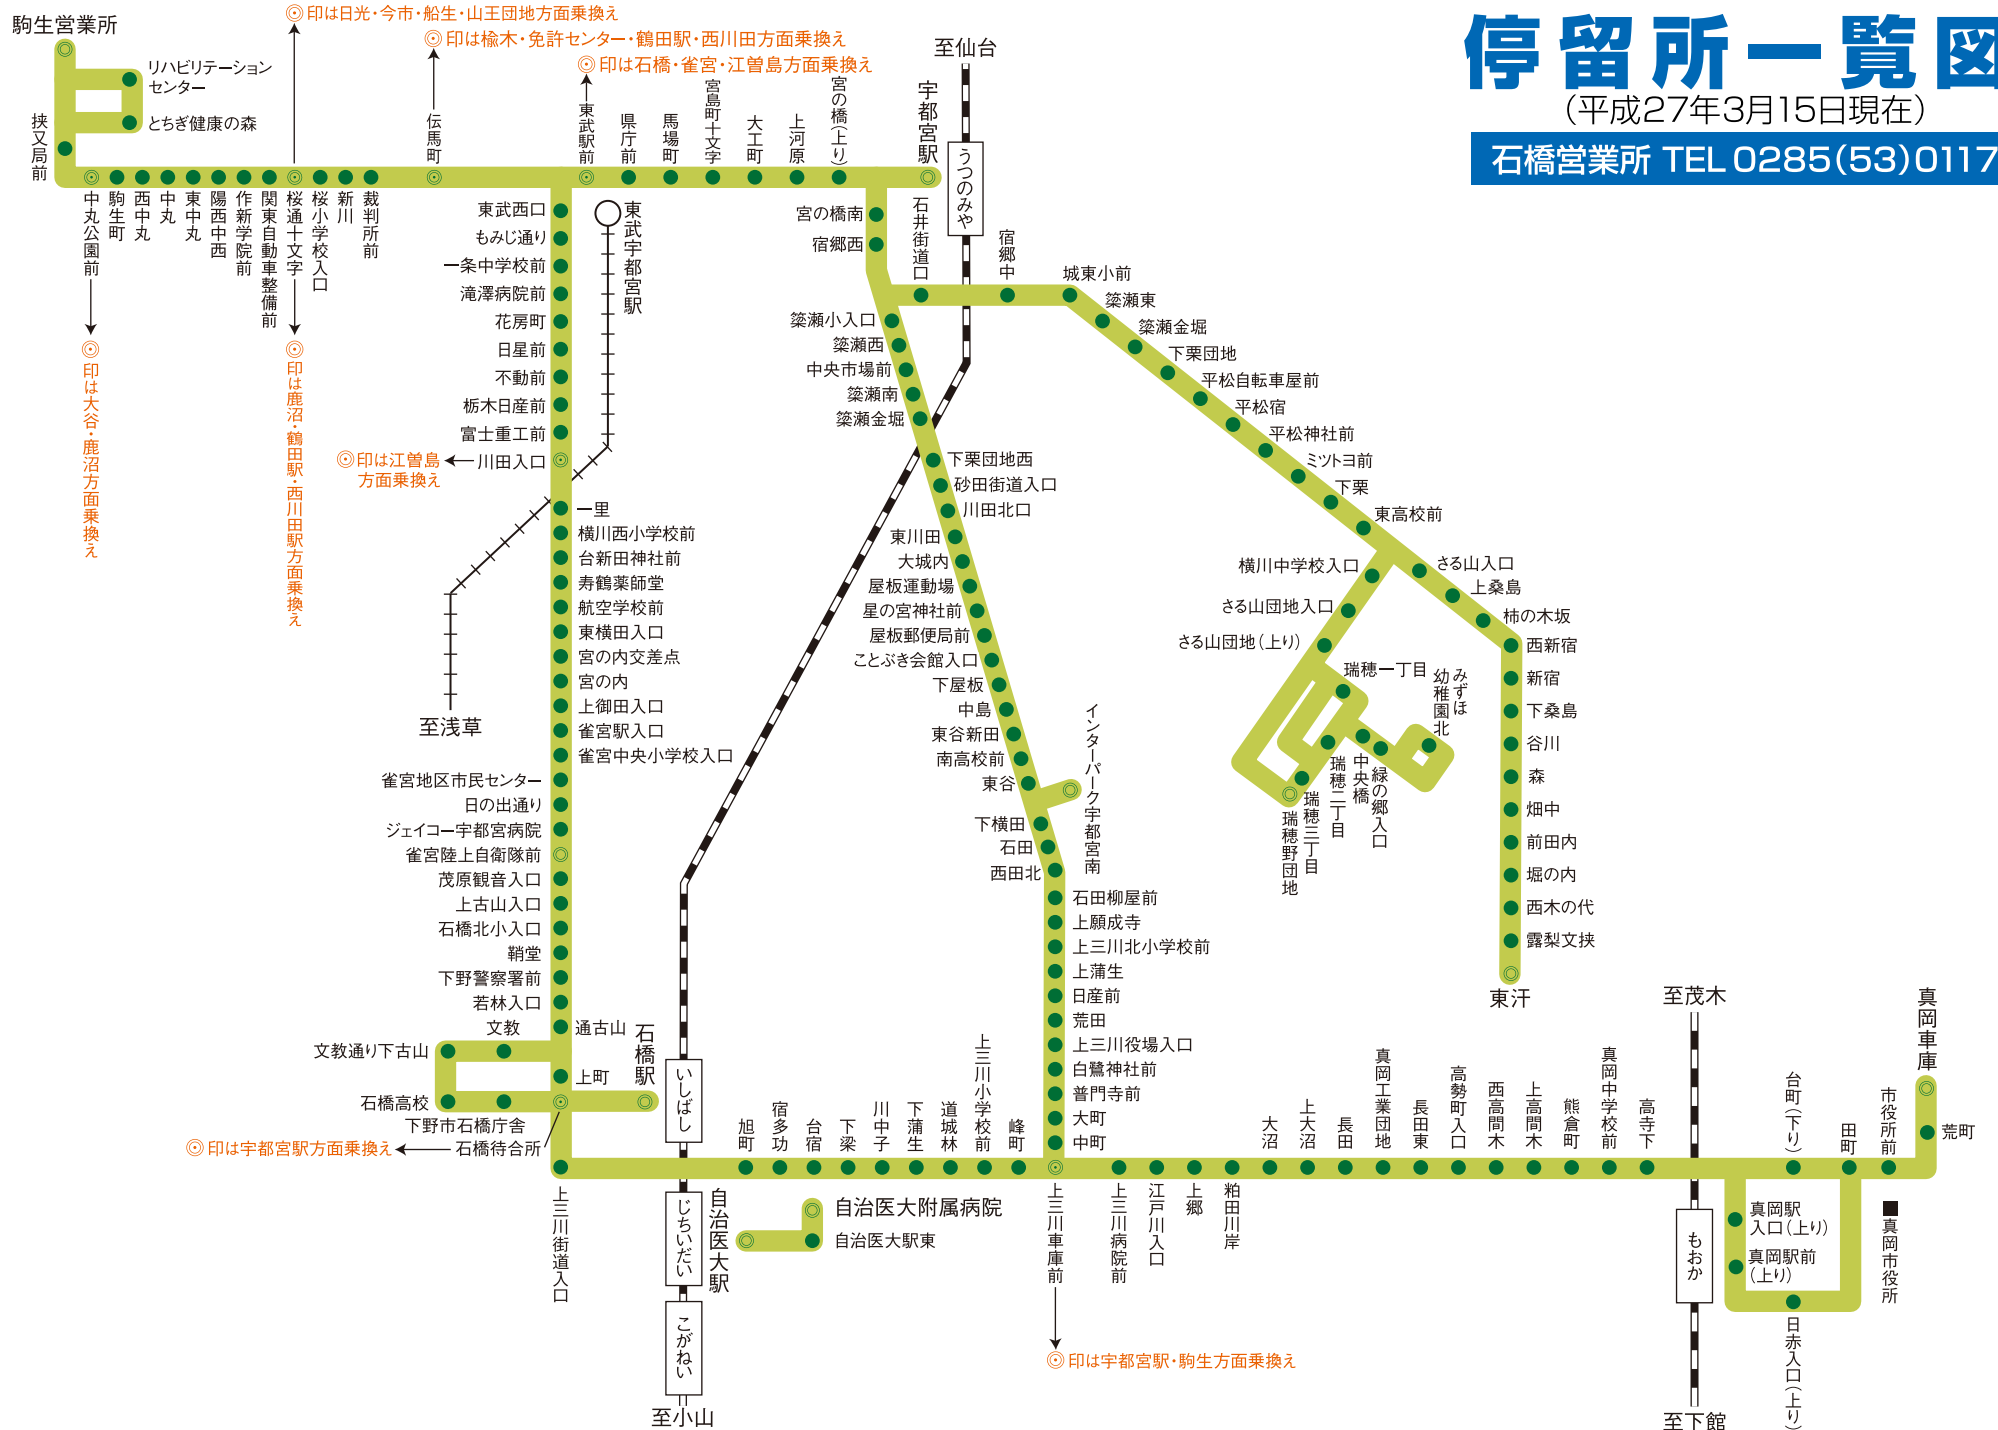 停留所一覧図
(平成27年3月15日現在)
石橋営業所 TEL 0285(53)0117
駒生営業所
リハビリテーション
センター
とちぎ健康の森
挟又局前
◎印は日光・今市・船生・山王団地方面乗換え
◎印は楡木・免許センター・鶴田駅・西川田方面乗換え
◎印は石橋・雀宮・江曽島方面乗換え
中丸公園前
駒生町
西中丸
中丸
東中丸
陽西中西
作新学院前
関東自動車整備前
桜通十文字
桜小学校入口
新川
裁判所前
伝馬町
東武駅前
県庁前
馬場町
宮島町十文字
大工町
上河原
宮の橋(上り)
宇都宮駅
至仙台
うつのみや
◎印は大谷・鹿沼方面乗換え
◎印は鹿沼・鶴田駅・西川田駅方面乗換え
東武西口
もみじ通り
一条中学校前
滝澤病院前
花房町
日星前
不動前
栃木日産前
富士重工前
川田入口
◎印は江曽島
方面乗換え
東武宇都宮駅
至浅草
一里
横川西小学校前
台新田神社前
寿鶴薬師堂
航空学校前
東横田入口
宮の内交差点
宮の内
上御田入口
雀宮駅入口
雀宮中央小学校入口
雀宮地区市民センター
日の出通り
ジェイコー宇都宮病院
雀宮陸上自衛隊前
茂原観音入口
上古山入口
石橋北小入口
鞘堂
下野警察署前
若林入口
文教
通古山
文教通り下古山
上町
石橋高校
下野市石橋庁舎
石橋待合所
◎印は宇都宮駅方面乗換え
石橋駅
いしばし
上三川街道入口
じちいだい
自治医大駅
こがねい
至小山
自治医大附属病院
自治医大駅東
宮の橋南
宿郷西
石井街道口
宿郷中
城東小前
簗瀬東
簗瀬金堀
下栗団地
平松自転車屋前
平松宿
平松神社前
ミツトヨ前
下栗
東高校前
さる山入口
上桑島
柿の木坂
西新宿
新宿
下桑島
谷川
森
畑中
前田内
堀の内
西木の代
露梨文挟
東汗
横川中学校入口
さる山団地入口
さる山団地(上り)
瑞穂一丁目
みずほ
幼稚園北
中央橋
緑の郷入口
瑞穂二丁目
瑞穂三丁目
瑞穂野団地
簗瀬小入口
簗瀬西
中央市場前
簗瀬南
簗瀬金堀
下栗団地西
砂田街道入口
川田北口
東川田
大城内
屋板運動場
星の宮神社前
屋板郵便局前
ことぶき会館入口
下屋板
中島
東谷新田
南高校前
東谷
インターパーク宇都宮南
下横田
石田
西田北
石田柳屋前
上願成寺
上三川北小学校前
上蒲生
日産前
荒田
上三川役場入口
白鷺神社前
普門寺前
大町
中町
旭町
宿多功
台宿
下梁
川中子
下蒲生
道城林
上三川小学校前
峰町
上三川車庫前
◎印は宇都宮駅・駒生方面乗換え
上三川病院前
江戸川入口
上郷
粕田川岸
大沼
上大沼
長田
真岡工業団地
長田東
高勢町入口
西高間木
上高間木
熊倉町
真岡中学校前
高寺下
至茂木
もおか
至下館
台町(下り)
田町
市役所前
真岡車庫
荒町
■真岡市役所
真岡駅
入口(上り)
真岡駅前
(上り)
日赤入口(上り)